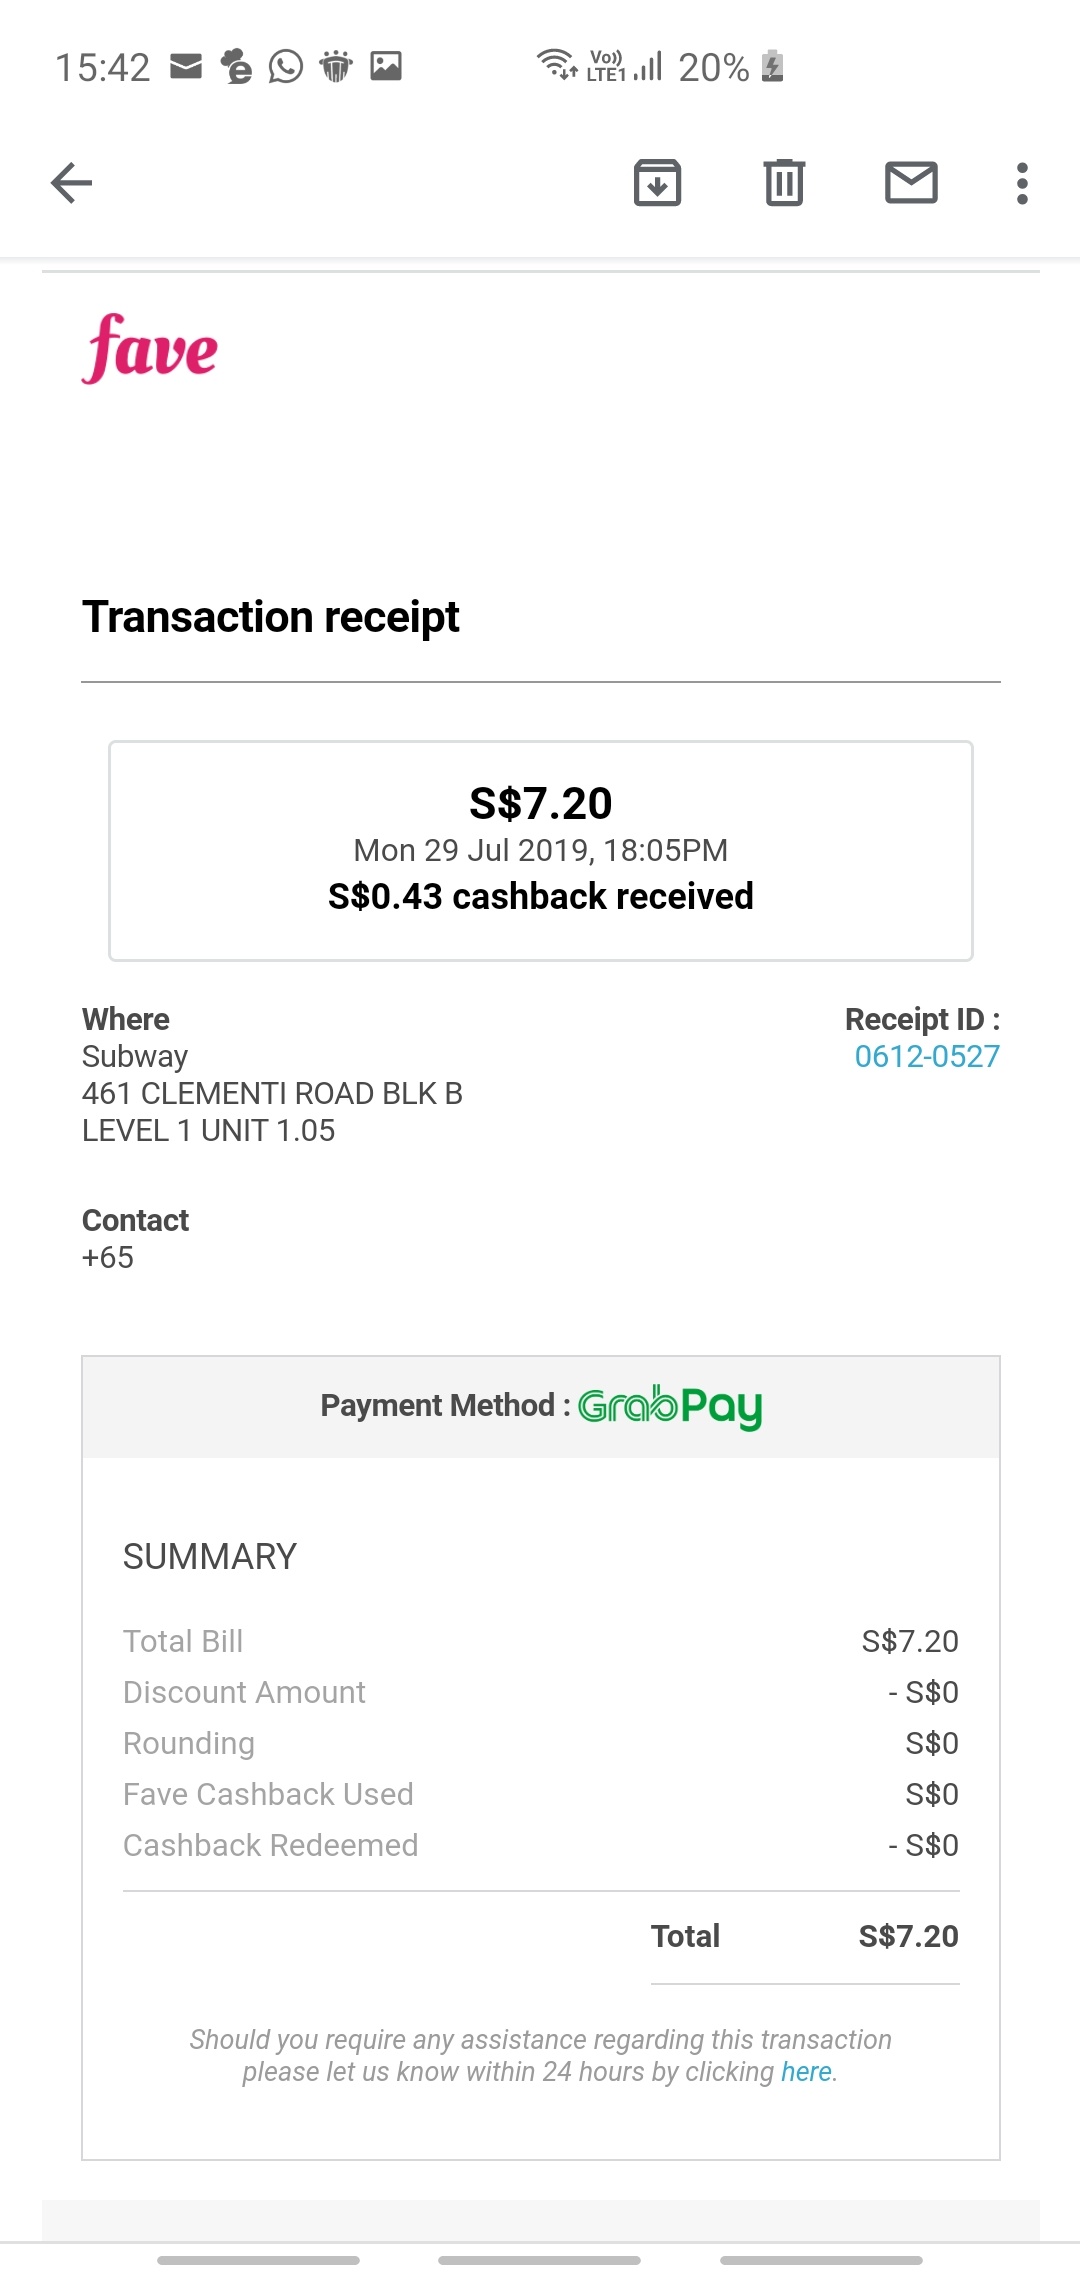 15:42
Vo)) LTE1 20%
fave
Transaction receipt
S$7.20
Mon 29 Jul 2019, 18:05PM
S$0.43 cashback received
Where
Subway
461 CLEMENTI ROAD BLK B
LEVEL 1 UNIT 1.05
Receipt ID :
0612-0527
Contact
+65
Payment Method : GrabPay
SUMMARY
Total Bill S$7.20
Discount Amount - S$0
Rounding S$0
Fave Cashback Used S$0
Cashback Redeemed - S$0
Total S$7.20
Should you require any assistance regarding this transaction
please let us know within 24 hours by clicking here.